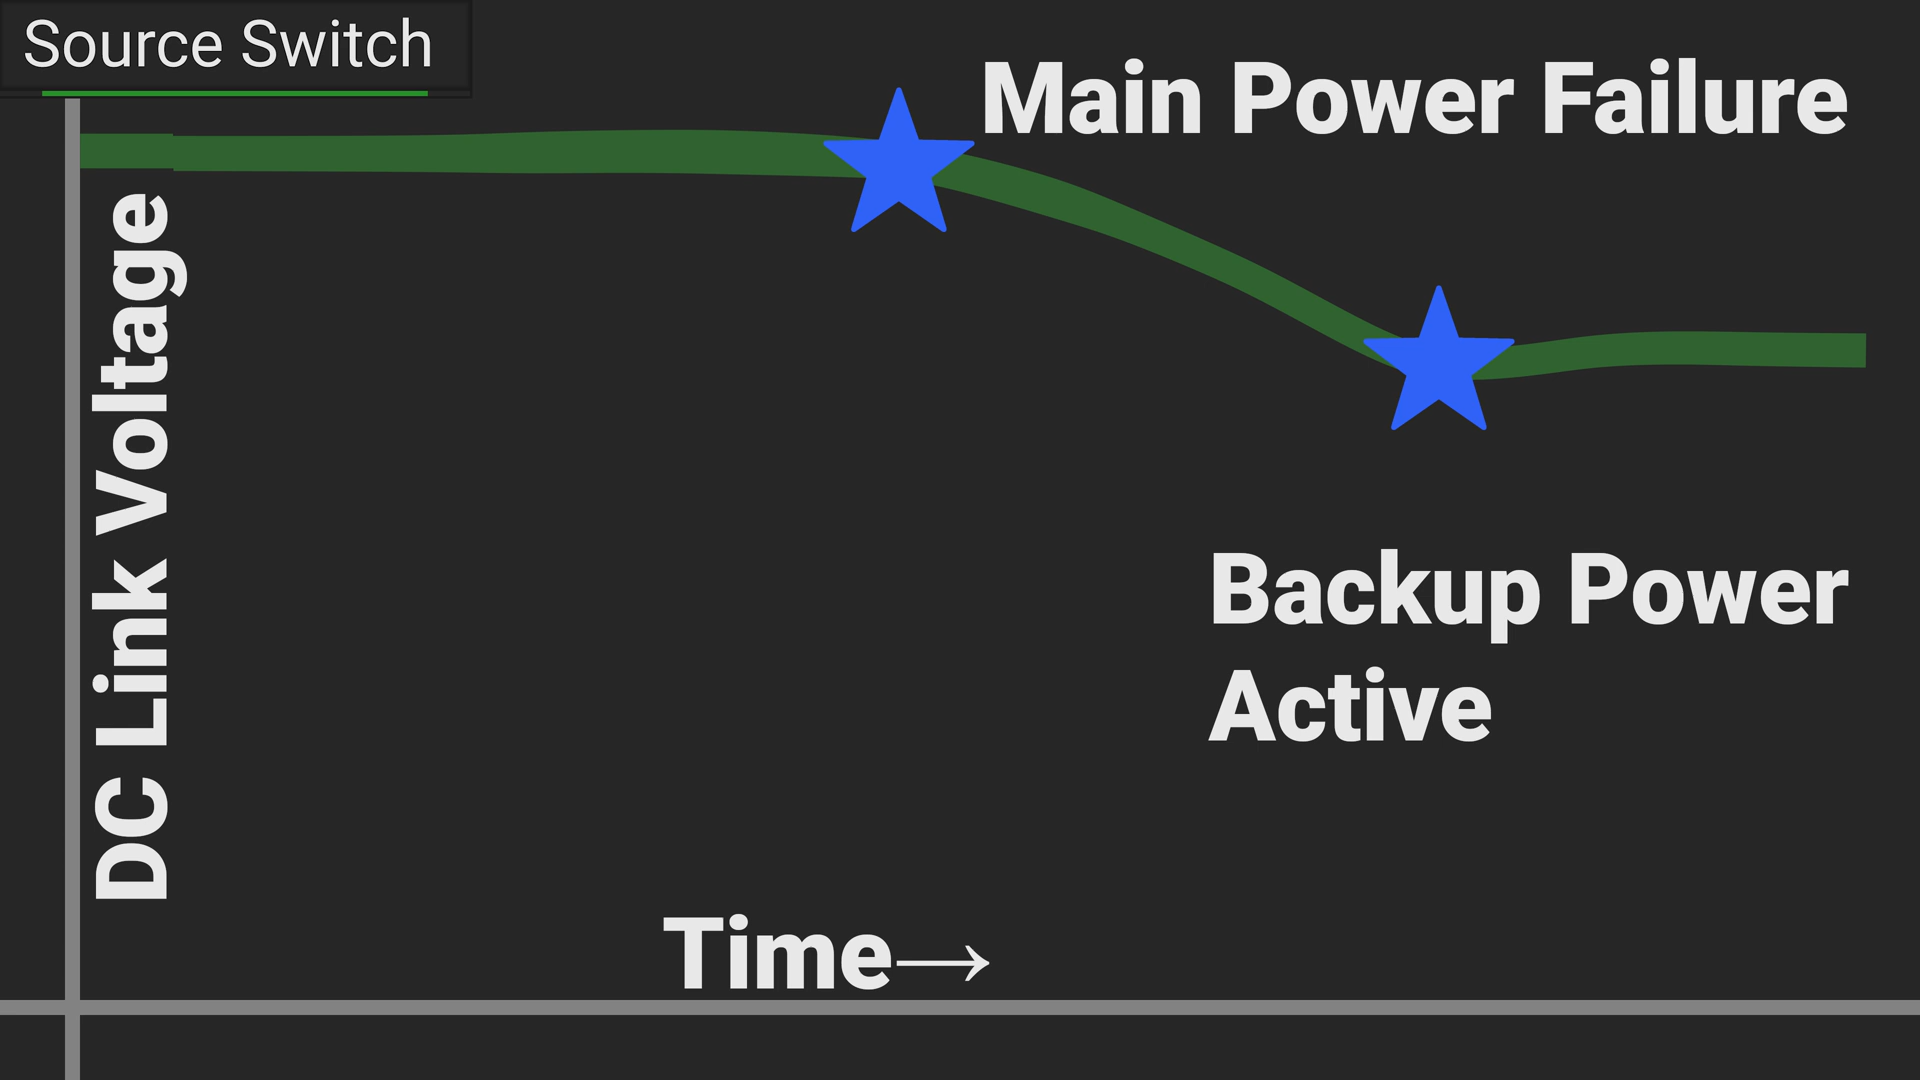 Source Switch
Main Power Failure
DC Link Voltage
Backup Power
Active
Time→